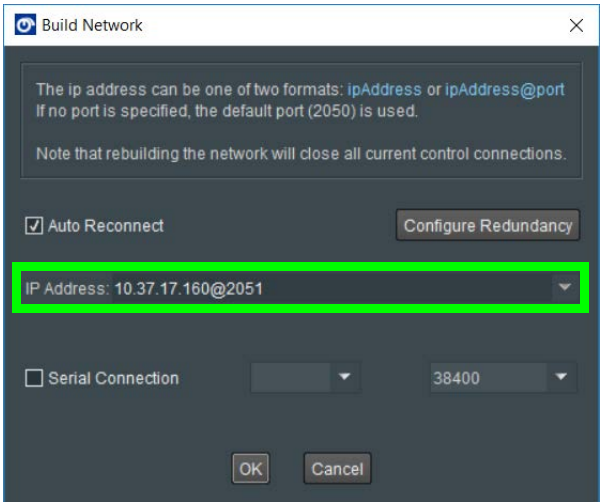 Build Network
The ip address can be one of two formats: ipAddress or ipAddress@port
If no port is specified, the default port (2050) is used.
Note that rebuilding the network will close all current control connections.
Auto Reconnect
Configure Redundancy
IP Address: 10.37.17.160@2051
Serial Connection
38400
OK
Cancel